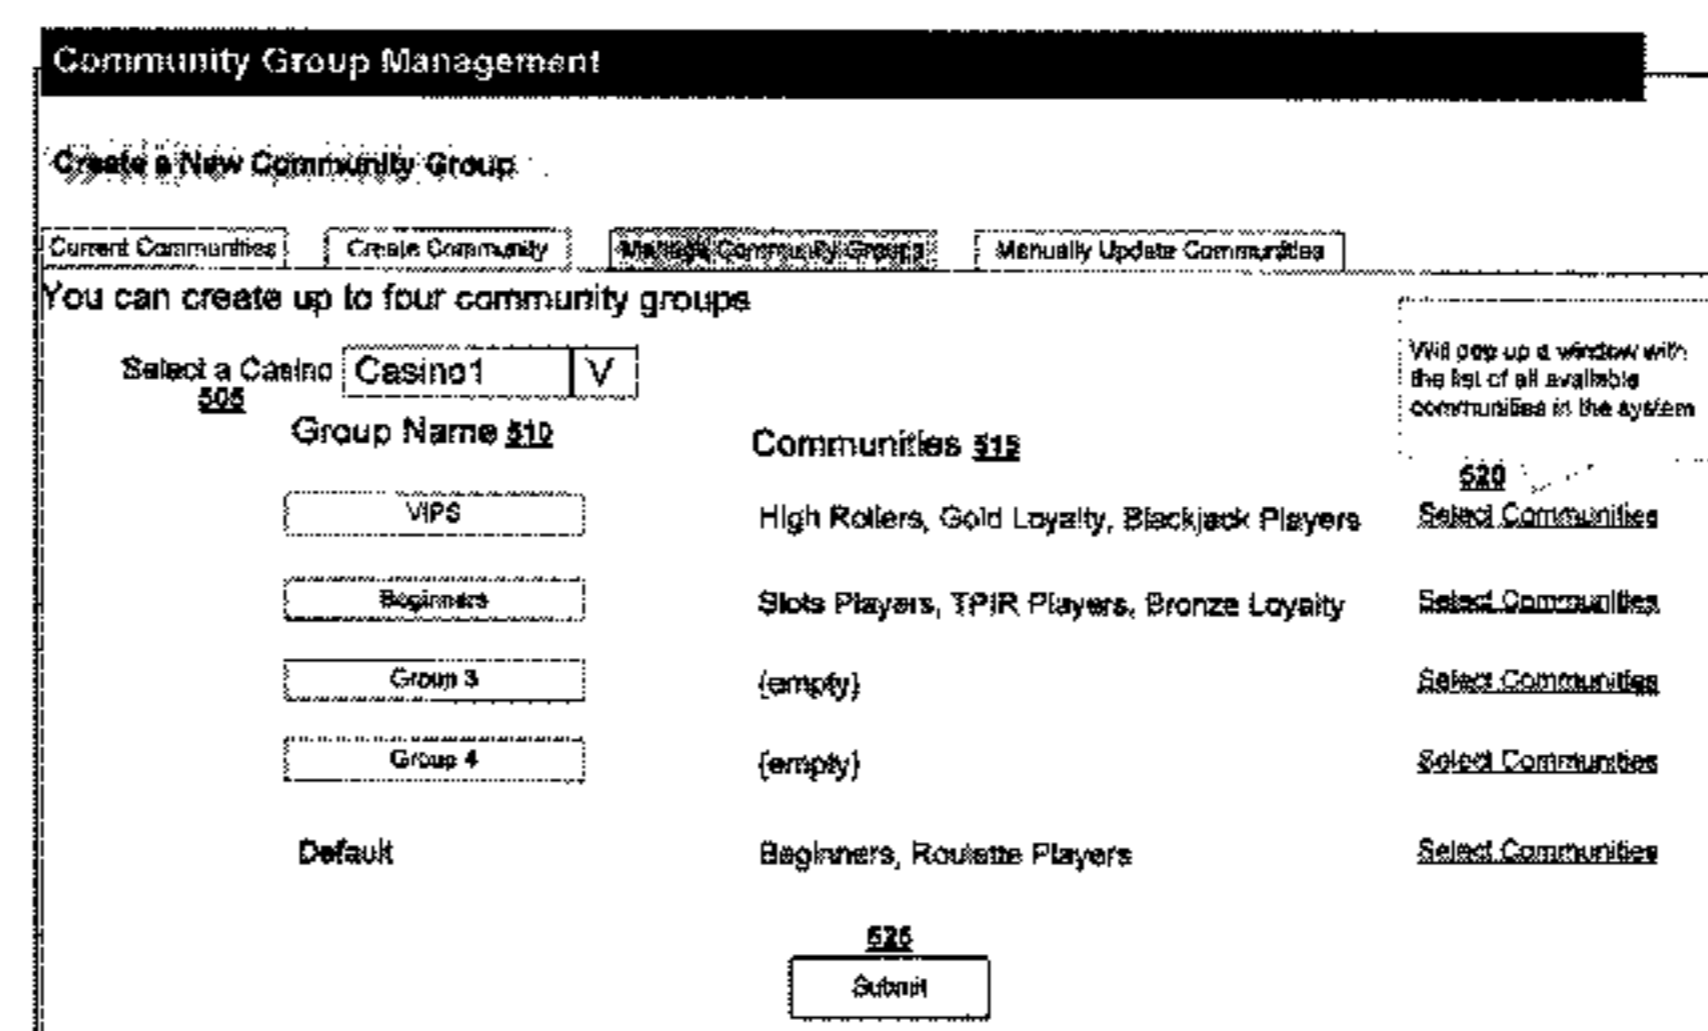 Community Group Management
Create a New Community Group
Current Communities Create Community Manage Community Groups Manually Update Communities
You can create up to four community groups
Select a Casino Casino1 V
505
Will pop up a window with
the list of all available
communities in the system
Group Name 510 Communities 515
520
VIPS High Rollers, Gold Loyalty, Blackjack Players Select Communities
Beginners Slots Players, TPIR Players, Bronze Loyalty Select Communities
Group 3 (empty) Select Communities
Group 4 (empty) Select Communities
Default Beginners, Roulette Players Select Communities
525
Submit